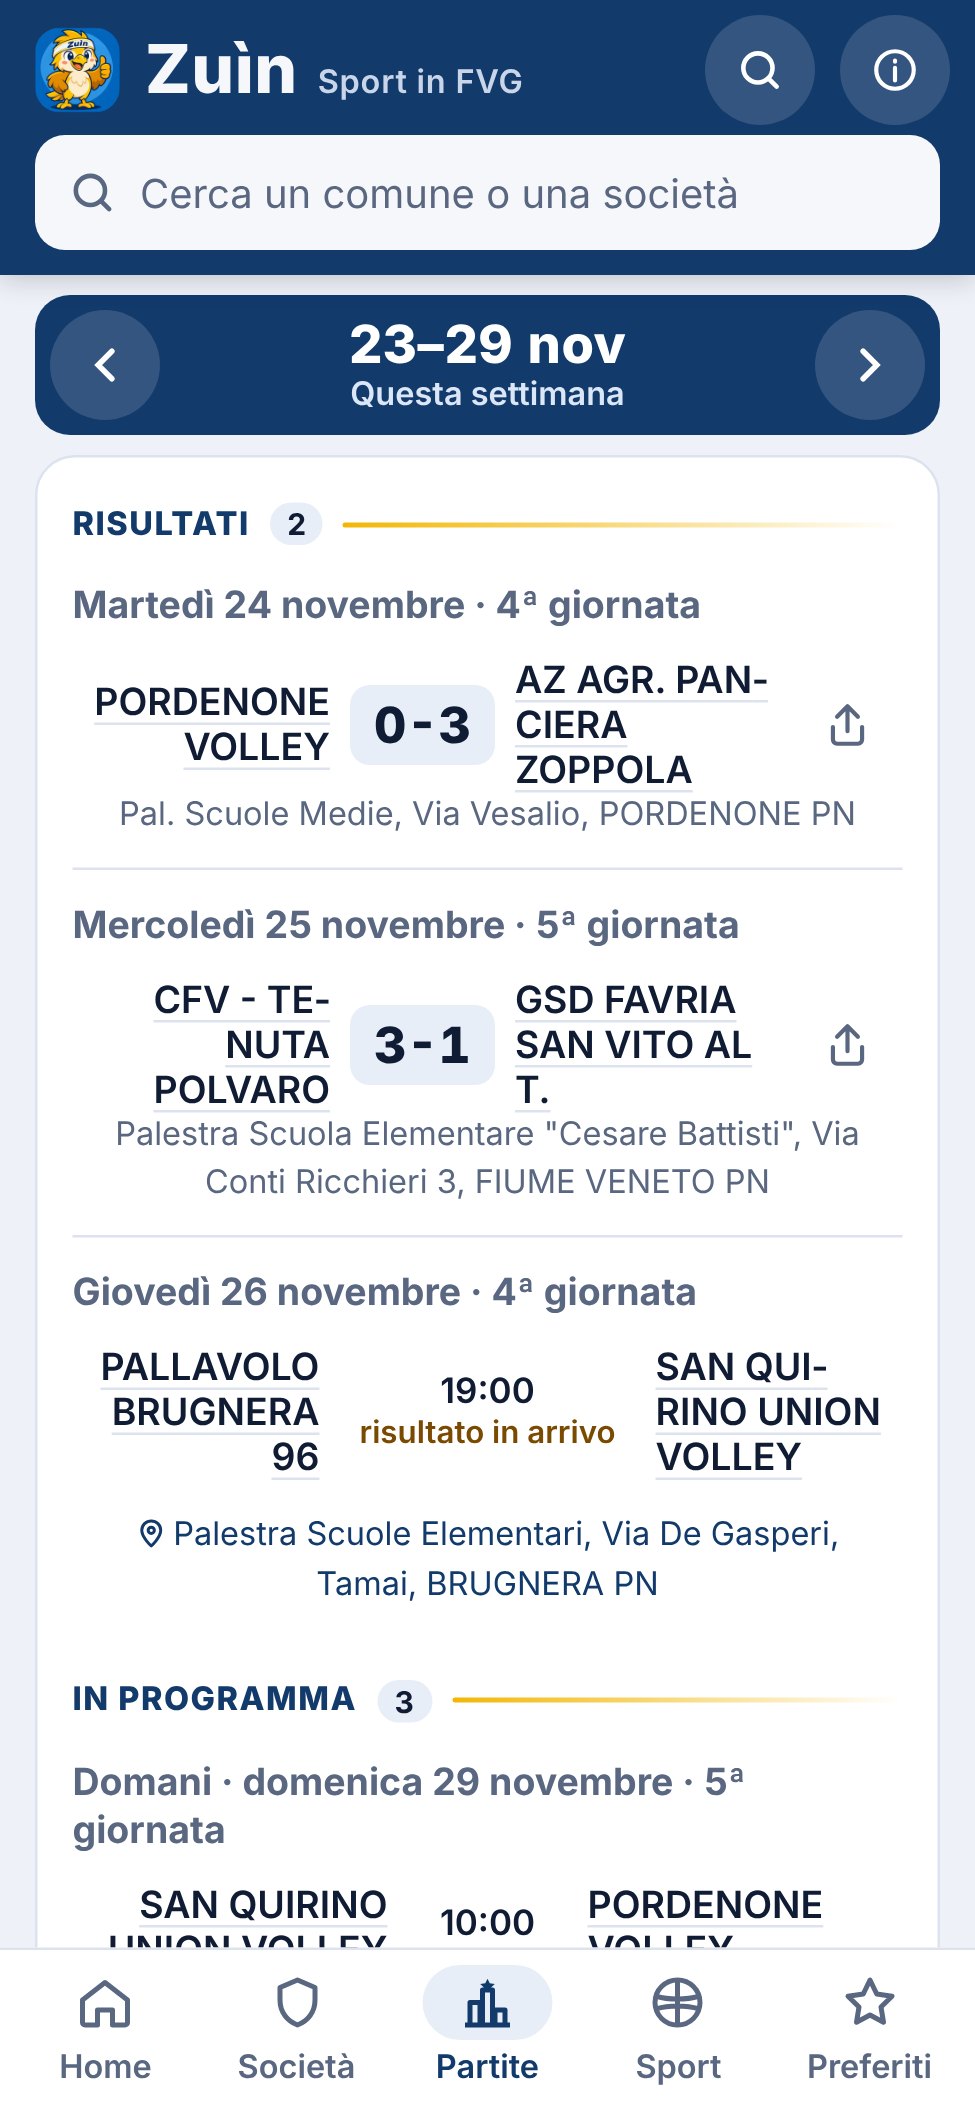 Zuìn
Zuìn Sport in FVG
Cerca un comune o una società
23–29 nov
Questa settimana
RISULTATI 2
Martedì 24 novembre · 4ª giornata
PORDENONE
VOLLEY
0-3
AZ AGR. PAN-
CIERA
ZOPPOLA
Pal. Scuole Medie, Via Vesalio, PORDENONE PN
Mercoledì 25 novembre · 5ª giornata
CFV - TE-
NUTA
POLVARO
3-1
GSD FAVRIA
SAN VITO AL
T.
Palestra Scuola Elementare "Cesare Battisti", Via
Conti Ricchieri 3, FIUME VENETO PN
Giovedì 26 novembre · 4ª giornata
PALLAVOLO
BRUGNERA
96
19:00
risultato in arrivo
SAN QUI-
RINO UNION
VOLLEY
Palestra Scuole Elementari, Via De Gasperi,
Tamai, BRUGNERA PN
IN PROGRAMMA 3
Domani · domenica 29 novembre · 5ª
giornata
SAN QUIRINO
UNION VOLLEY
10:00
PORDENONE
VOLLEY
Home
Società
Partite
Sport
Preferiti